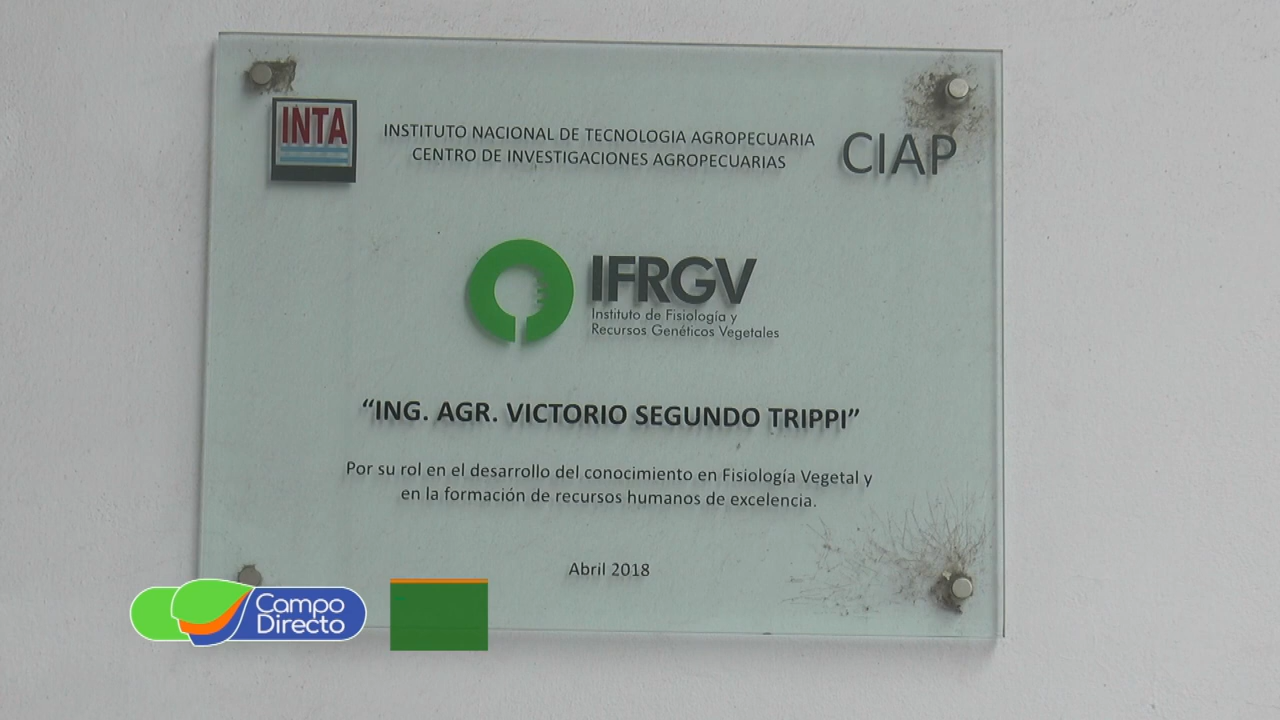 INTA
INSTITUTO NACIONAL DE TECNOLOGIA AGROPECUARIA
CENTRO DE INVESTIGACIONES AGROPECUARIAS
CIAP
IFRGV
Instituto de Fisiología y
Recursos Genéticos Vegetales
“ING. AGR. VICTORIO SEGUNDO TRIPPI”
Por su rol en el desarrollo del conocimiento en Fisiología Vegetal y
en la formación de recursos humanos de excelencia.
Abril 2018
Campo
Directo